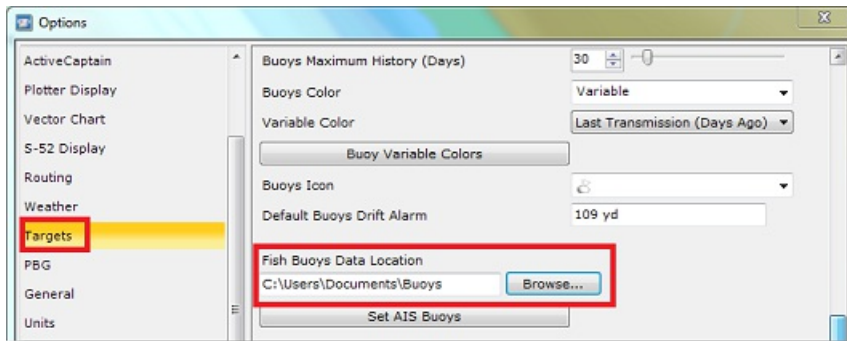 Options
ActiveCaptain
Plotter Display
Vector Chart
S-52 Display
Routing
Weather
Targets
PBG
General
Units
Buoys Maximum History (Days) 30
Buoys Color Variable
Variable Color Last Transmission (Days Ago)
Buoy Variable Colors
Buoys Icon
Default Buoys Drift Alarm 109 yd
Fish Buoys Data Location
C:\Users\Documents\Buoys Browse...
Set AIS Buoys